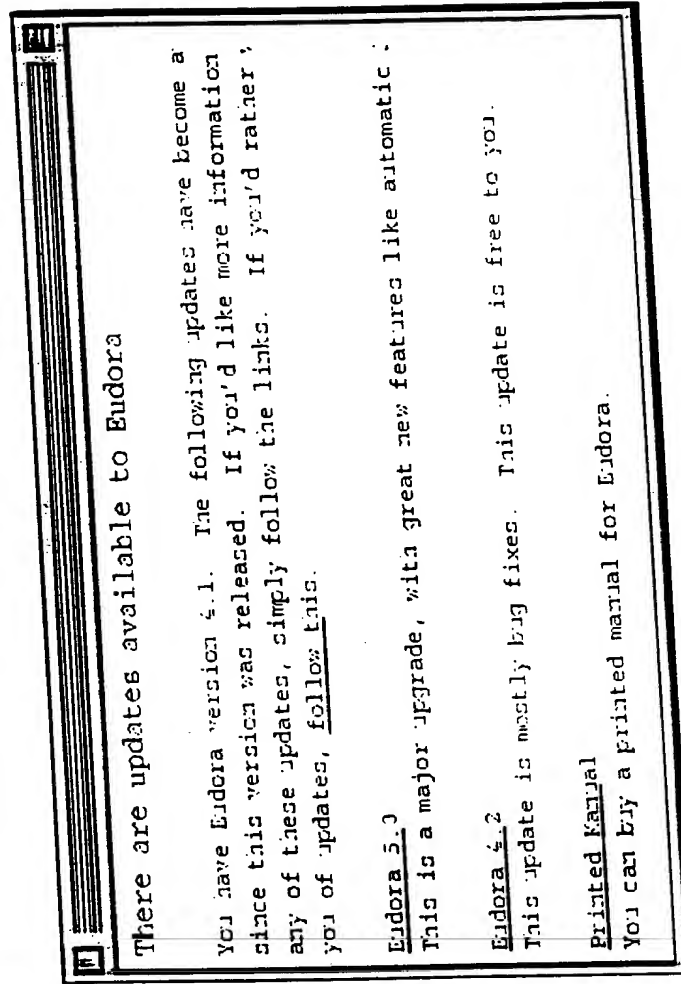 There are updates available to Eudora
You have Eudora version 4.1. The following updates have become a
since this version was released. If you'd like more information
any of these updates, simply follow the links. If you'd rather
you of updates, follow this.
Eudora 5.0
This is a major upgrade, with great new features like automatic
Eudora 4.2
This update is mostly bug fixes. This update is free to you.
Printed Manual
You can buy a printed manual for Eudora.